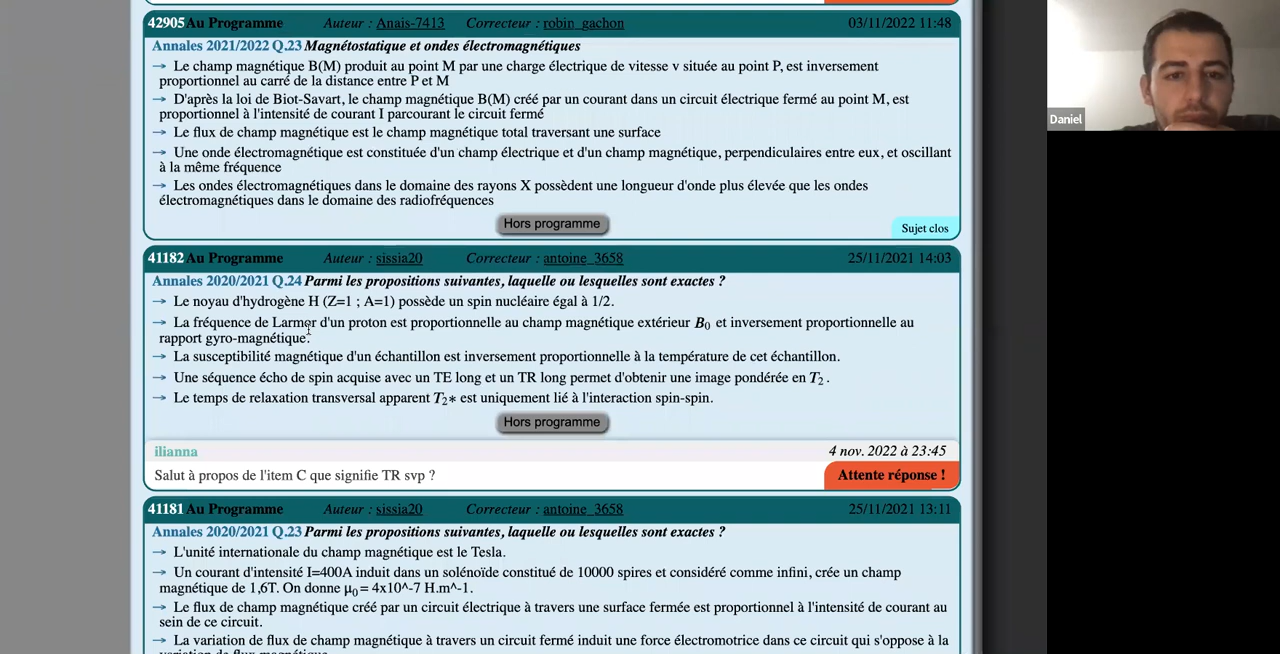 42905 Au Programme Auteur : Anais-7413 Correcteur : robin_gachon 03/11/2022 11:48
Annales 2021/2022 Q.23 Magnétostatique et ondes électromagnétiques
→ Le champ magnétique B(M) produit au point M par une charge électrique de vitesse v située au point P, est inversement
proportionnel au carré de la distance entre P et M
→ D'après la loi de Biot-Savart, le champ magnétique B(M) créé par un courant dans un circuit électrique fermé au point M, est
proportionnel à l'intensité de courant I parcourant le circuit fermé
→ Le flux de champ magnétique est le champ magnétique total traversant une surface
→ Une onde électromagnétique est constituée d'un champ électrique et d'un champ magnétique, perpendiculaires entre eux, et oscillant
à la même fréquence
→ Les ondes électromagnétiques dans le domaine des rayons X possèdent une longueur d'onde plus élevée que les ondes
électromagnétiques dans le domaine des radiofréquences
Hors programme
Sujet clos
41182 Au Programme Auteur : sissia20 Correcteur : antoine_3658 25/11/2021 14:03
Annales 2020/2021 Q.24 Parmi les propositions suivantes, laquelle ou lesquelles sont exactes ?
→ Le noyau d'hydrogène H (Z=1 ; A=1) possède un spin nucléaire égal à 1/2.
→ La fréquence de Larmor d'un proton est proportionnelle au champ magnétique extérieur B₀ et inversement proportionnelle au
rapport gyro-magnétique.
→ La susceptibilité magnétique d'un échantillon est inversement proportionnelle à la température de cet échantillon.
→ Une séquence écho de spin acquise avec un TE long et un TR long permet d'obtenir une image pondérée en T₂.
→ Le temps de relaxation transversal apparent T₂* est uniquement lié à l'interaction spin-spin.
Hors programme
ilianna 4 nov. 2022 à 23:45
Salut à propos de l'item C que signifie TR svp ? Attente réponse !
41181 Au Programme Auteur : sissia20 Correcteur : antoine_3658 25/11/2021 13:11
Annales 2020/2021 Q.23 Parmi les propositions suivantes, laquelle ou lesquelles sont exactes ?
→ L'unité internationale du champ magnétique est le Tesla.
→ Un courant d'intensité I=400A induit dans un solénoïde constitué de 10000 spires et considéré comme infini, crée un champ
magnétique de 1,6T. On donne μ₀ = 4x10^-7 H.m^-1.
→ Le flux de champ magnétique créé par un circuit électrique à travers une surface fermée est proportionnel à l'intensité de courant au
sein de ce circuit.
→ La variation de flux de champ magnétique à travers un circuit fermé induit une force électromotrice dans ce circuit qui s'oppose à la
variation de flux magnétique.
Daniel